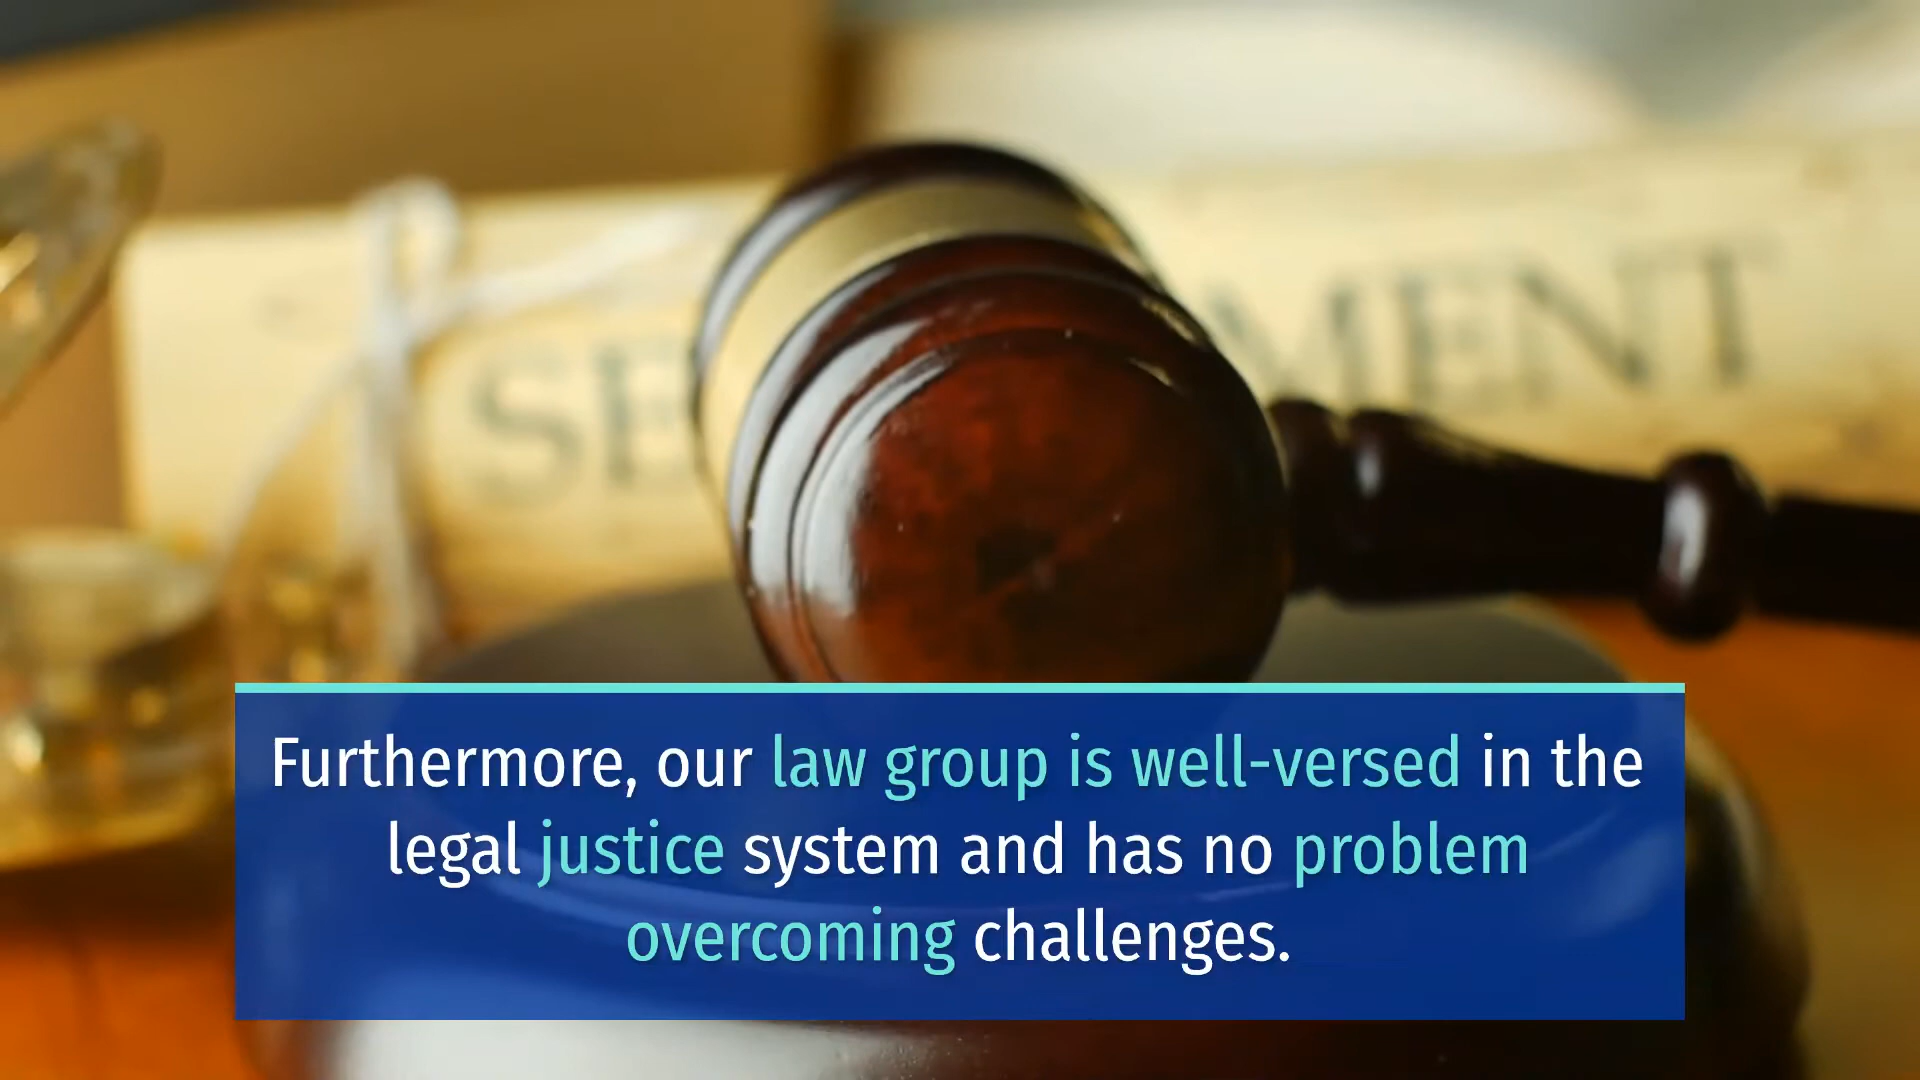 Furthermore, our law group is well-versed in the
legal justice system and has no problem
overcoming challenges.